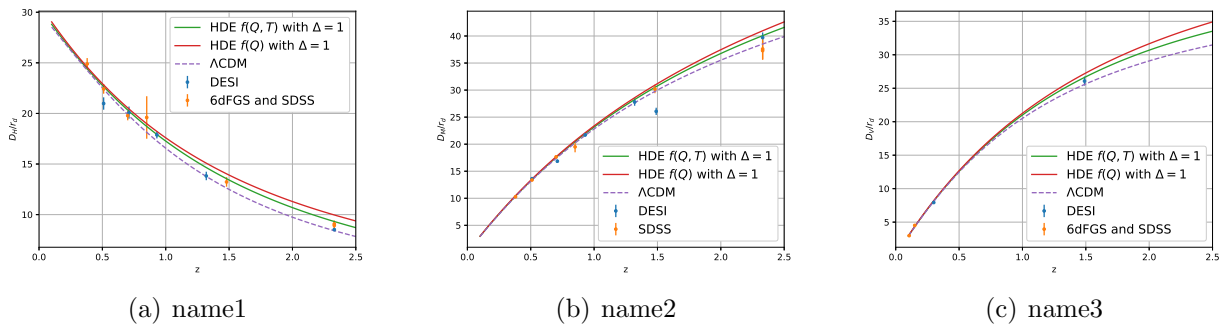 30
25
20
15
10
D_H/r_d
0.0 0.5 1.0 1.5 2.0 2.5
z
HDE f(Q, T) with Δ = 1
HDE f(Q) with Δ = 1
ΛCDM
DESI
6dFGS and SDSS
(a) name1
40
35
30
25
20
15
10
5
D_M/r_d
0.0 0.5 1.0 1.5 2.0 2.5
z
HDE f(Q, T) with Δ = 1
HDE f(Q) with Δ = 1
ΛCDM
DESI
SDSS
(b) name2
35
30
25
20
15
10
5
D_V/r_d
0.0 0.5 1.0 1.5 2.0 2.5
z
HDE f(Q, T) with Δ = 1
HDE f(Q) with Δ = 1
ΛCDM
DESI
6dFGS and SDSS
(c) name3